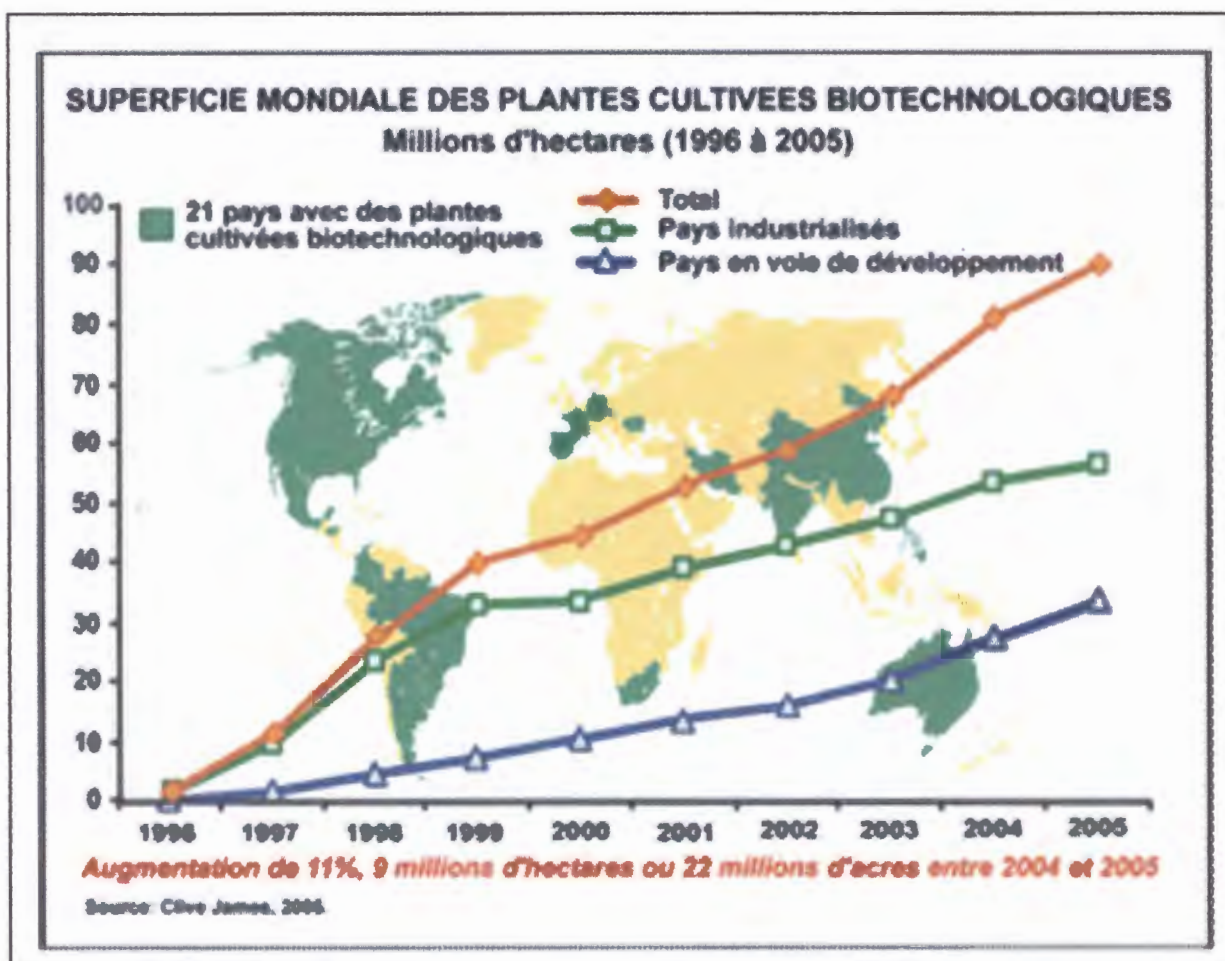 SUPERFICIE MONDIALE DES PLANTES CULTIVEES BIOTECHNOLOGIQUES
Millions d'hectares (1996 à 2005)
21 pays avec des plantes
cultivées biotechnologiques
Total
Pays industrialisés
Pays en voie de développement
100
90
80
70
60
50
40
30
20
10
0
1996 1997 1998 1999 2000 2001 2002 2003 2004 2005
Augmentation de 11%, 9 millions d'hectares ou 22 millions d'acres entre 2004 et 2005
Source: Clive James, 2005.